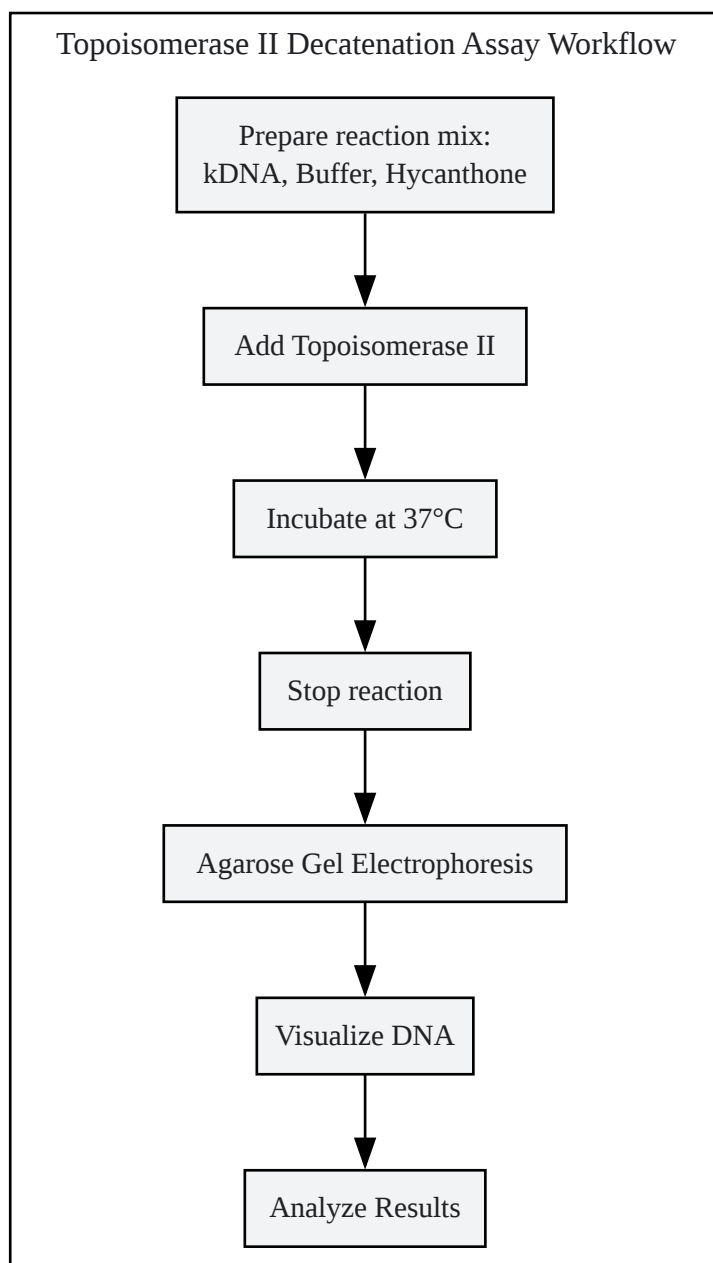 Topoisomerase II Decatenation Assay Workflow
Prepare reaction mix:
kDNA, Buffer, Hycanthone
Add Topoisomerase II
Incubate at 37°C
Stop reaction
Agarose Gel Electrophoresis
Visualize DNA
Analyze Results